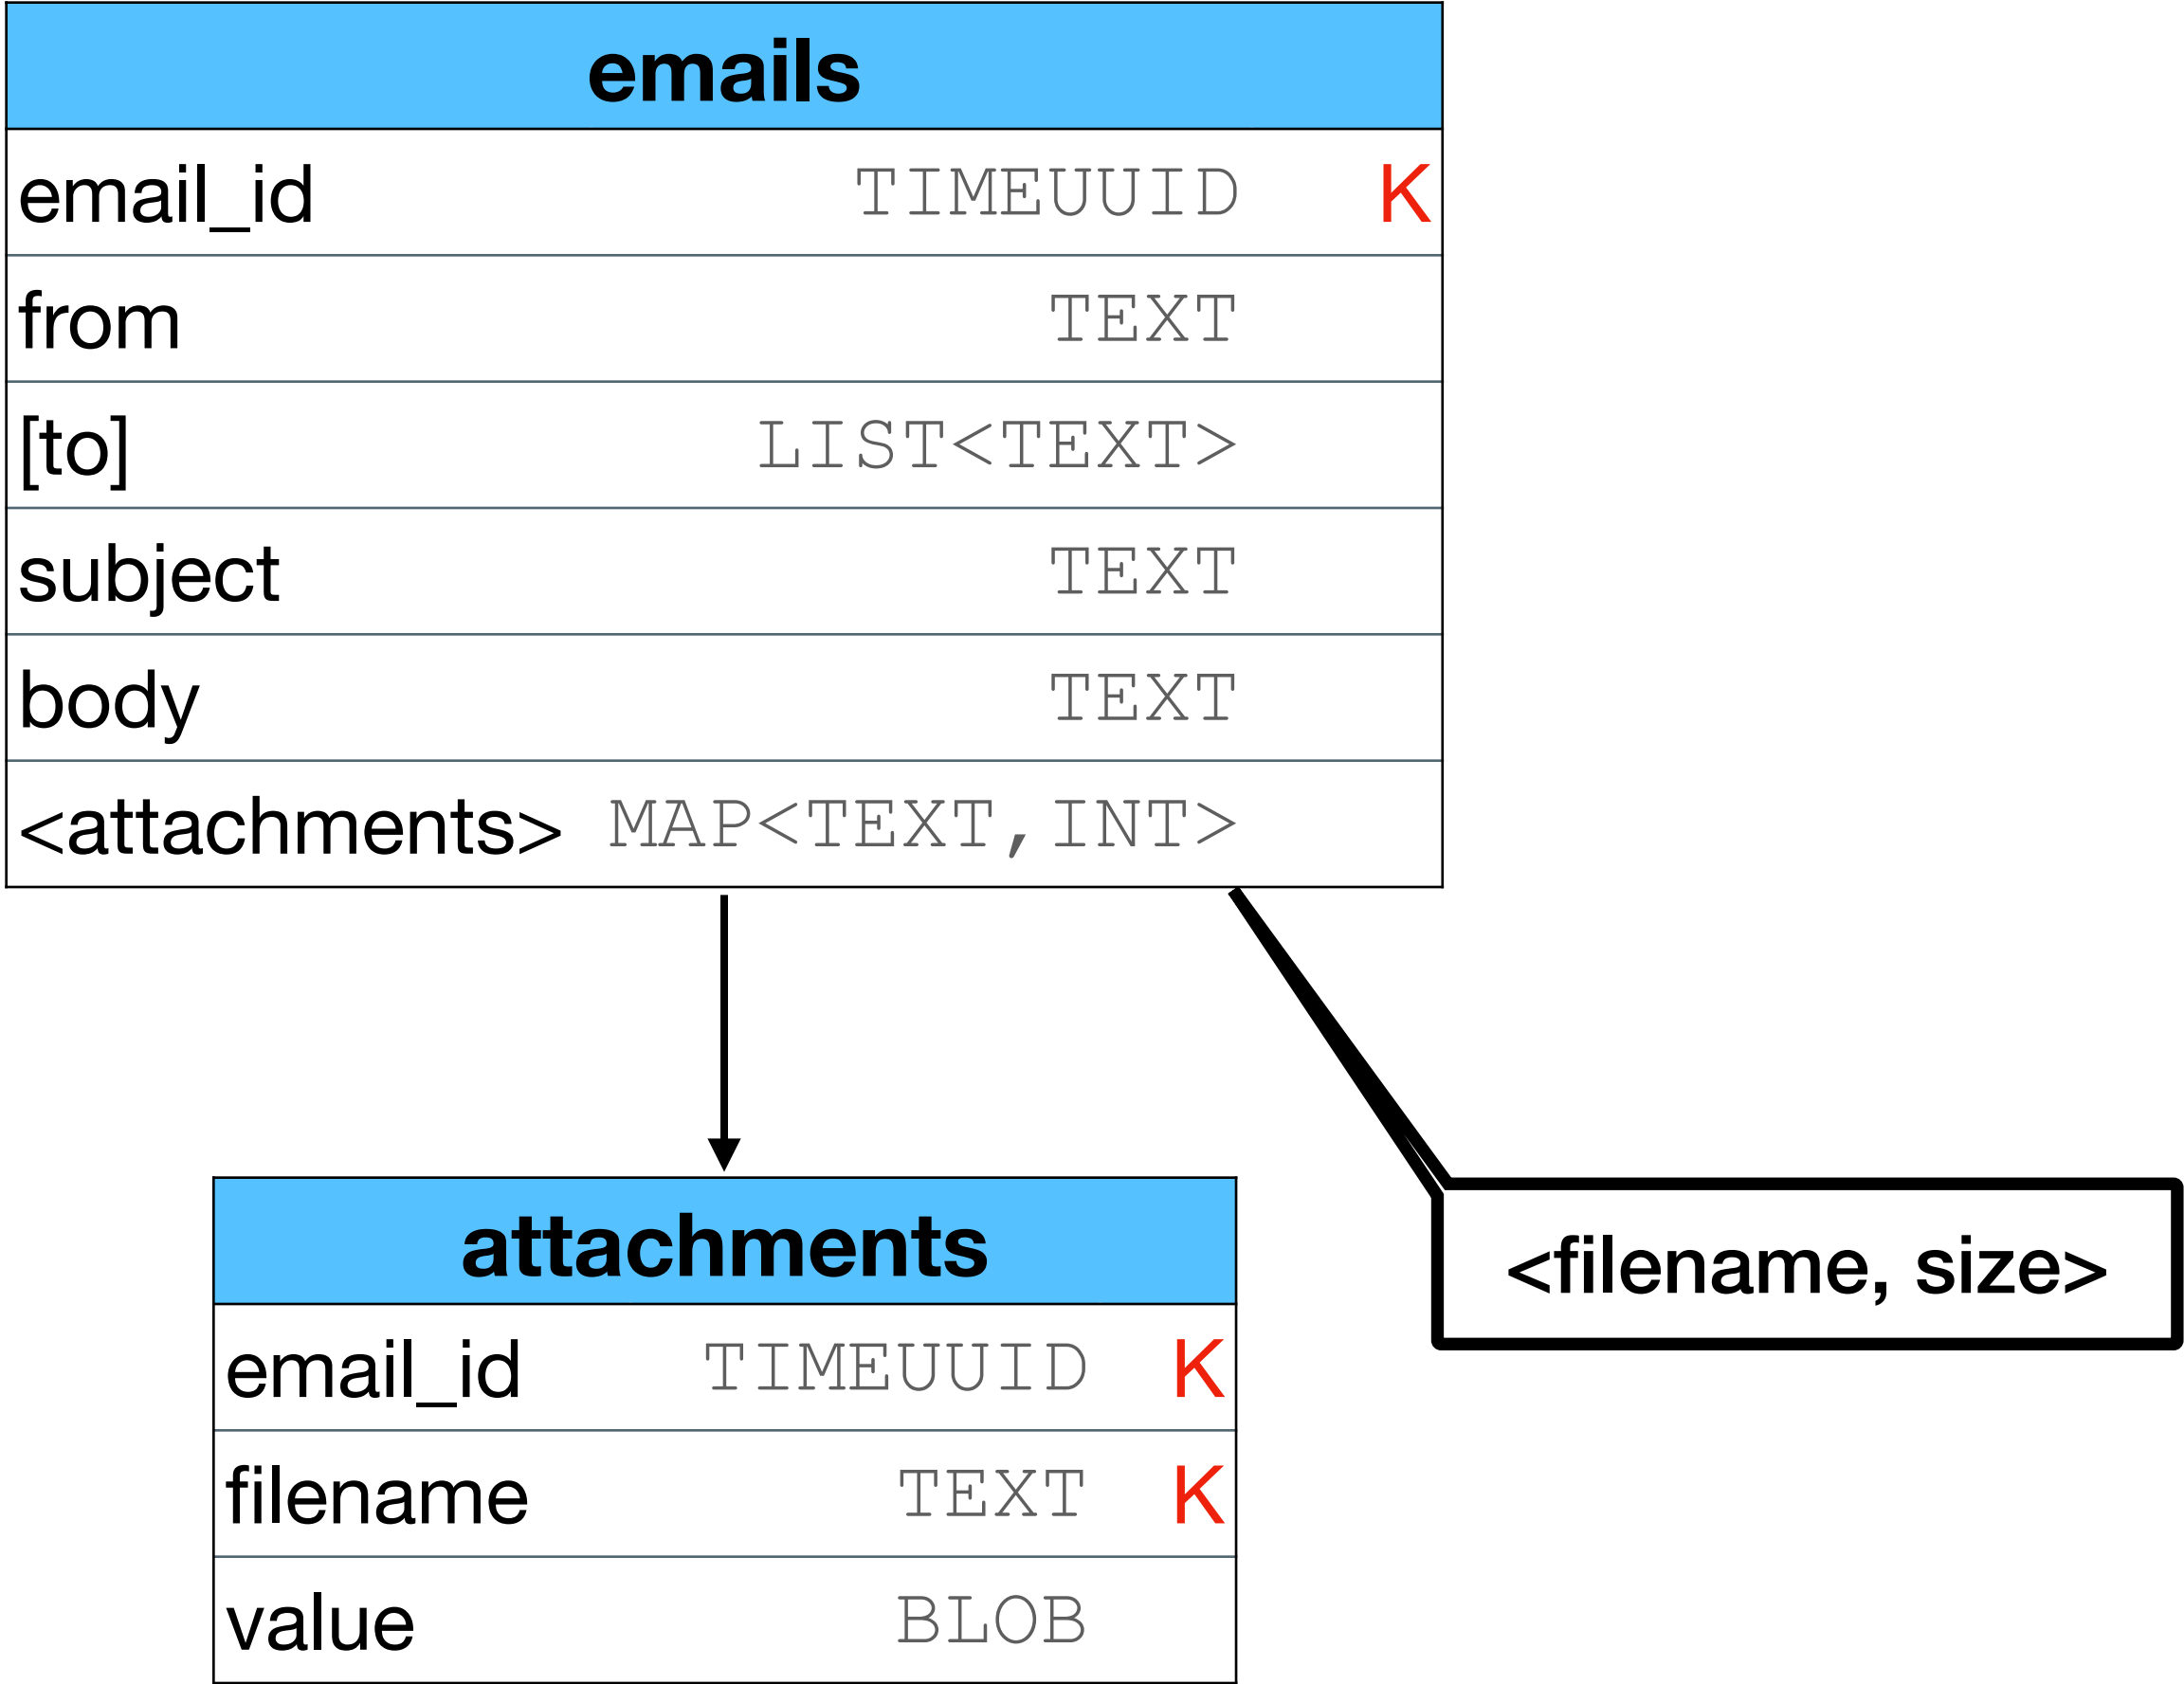 emails
email_id TIMEUUID K
from TEXT
[to] LIST<TEXT>
subject TEXT
body TEXT
<attachments> MAP<TEXT,INT>
attachments
email_id TIMEUUID K
filename TEXT K
value BLOB
<filename, size>